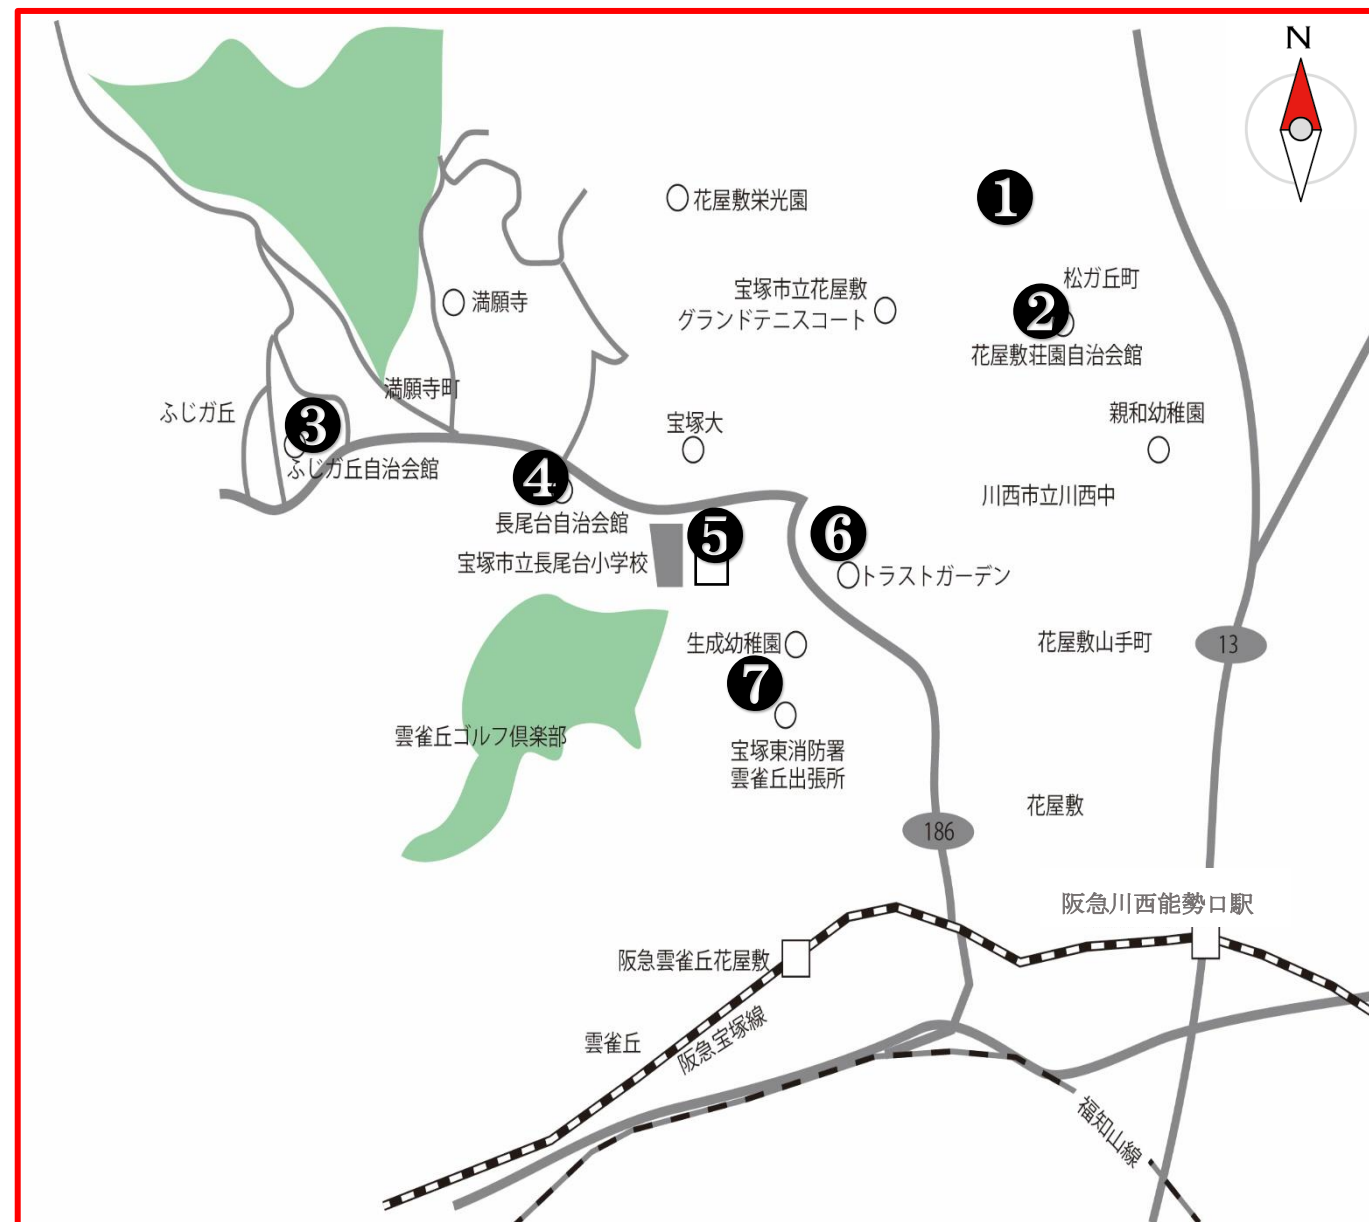 N
1
花屋敷栄光園
松ガ丘町
宝塚市立花屋敷
グランドテニスコート
満願寺
2
花屋敷荘園自治会館
満願寺町
ふじガ丘
3
宝塚大
親和幼稚園
ふじガ丘自治会館
4
川西市立川西中
長尾台自治会館
5
6
宝塚市立長尾台小学校
トラストガーデン
生成幼稚園
花屋敷山手町
13
7
雲雀丘ゴルフ倶楽部
宝塚東消防署
雲雀丘出張所
花屋敷
186
阪急川西能勢口駅
阪急雲雀丘花屋敷
雲雀丘
阪急宝塚線
福知山線